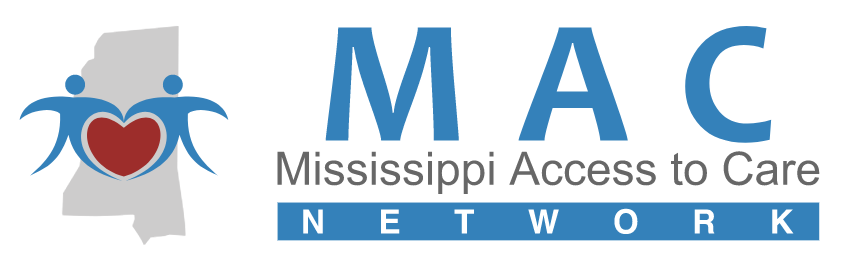 MAC
Mississippi Access to Care
NETWORK